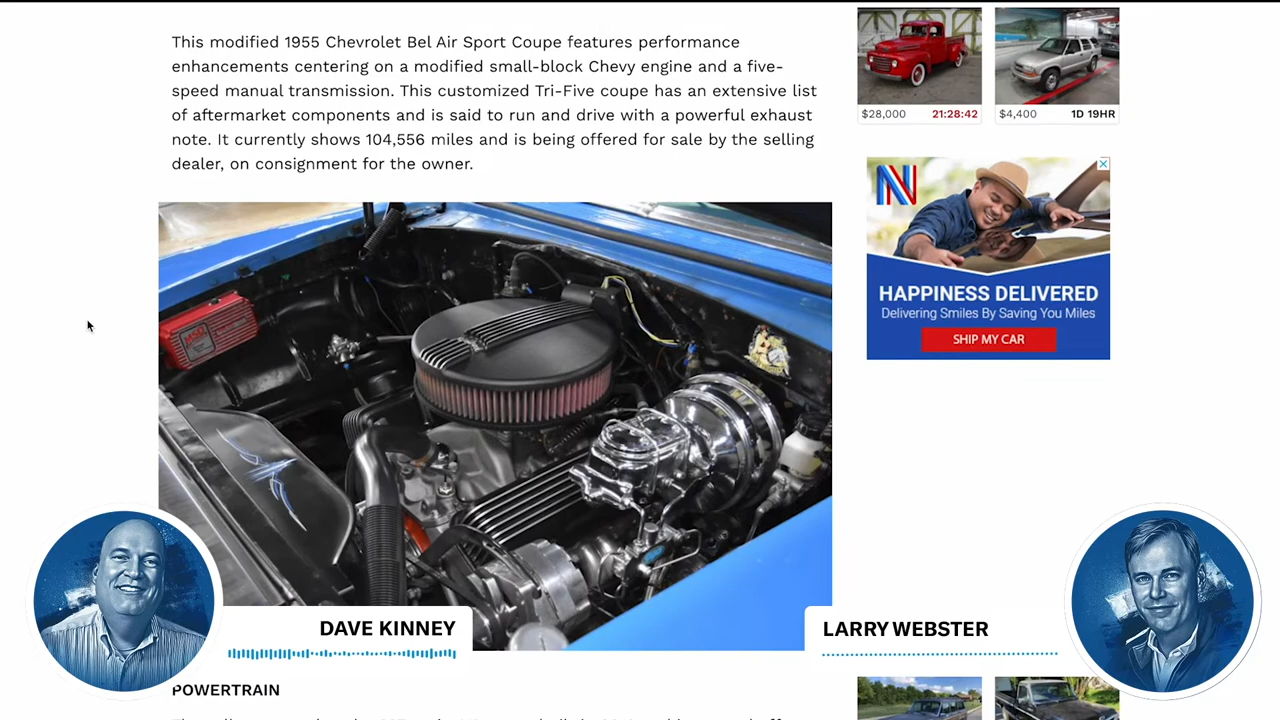 This modified 1955 Chevrolet Bel Air Sport Coupe features performance
enhancements centering on a modified small-block Chevy engine and a five-
speed manual transmission. This customized Tri-Five coupe has an extensive list
of aftermarket components and is said to run and drive with a powerful exhaust
note. It currently shows 104,556 miles and is being offered for sale by the selling
dealer, on consignment for the owner.
$28,000 21:28:42
$4,400 1D 19HR
N
HAPPINESS DELIVERED
Delivering Smiles By Saving You Miles
SHIP MY CAR
MSD
DAVE KINNEY
LARRY WEBSTER
POWERTRAIN